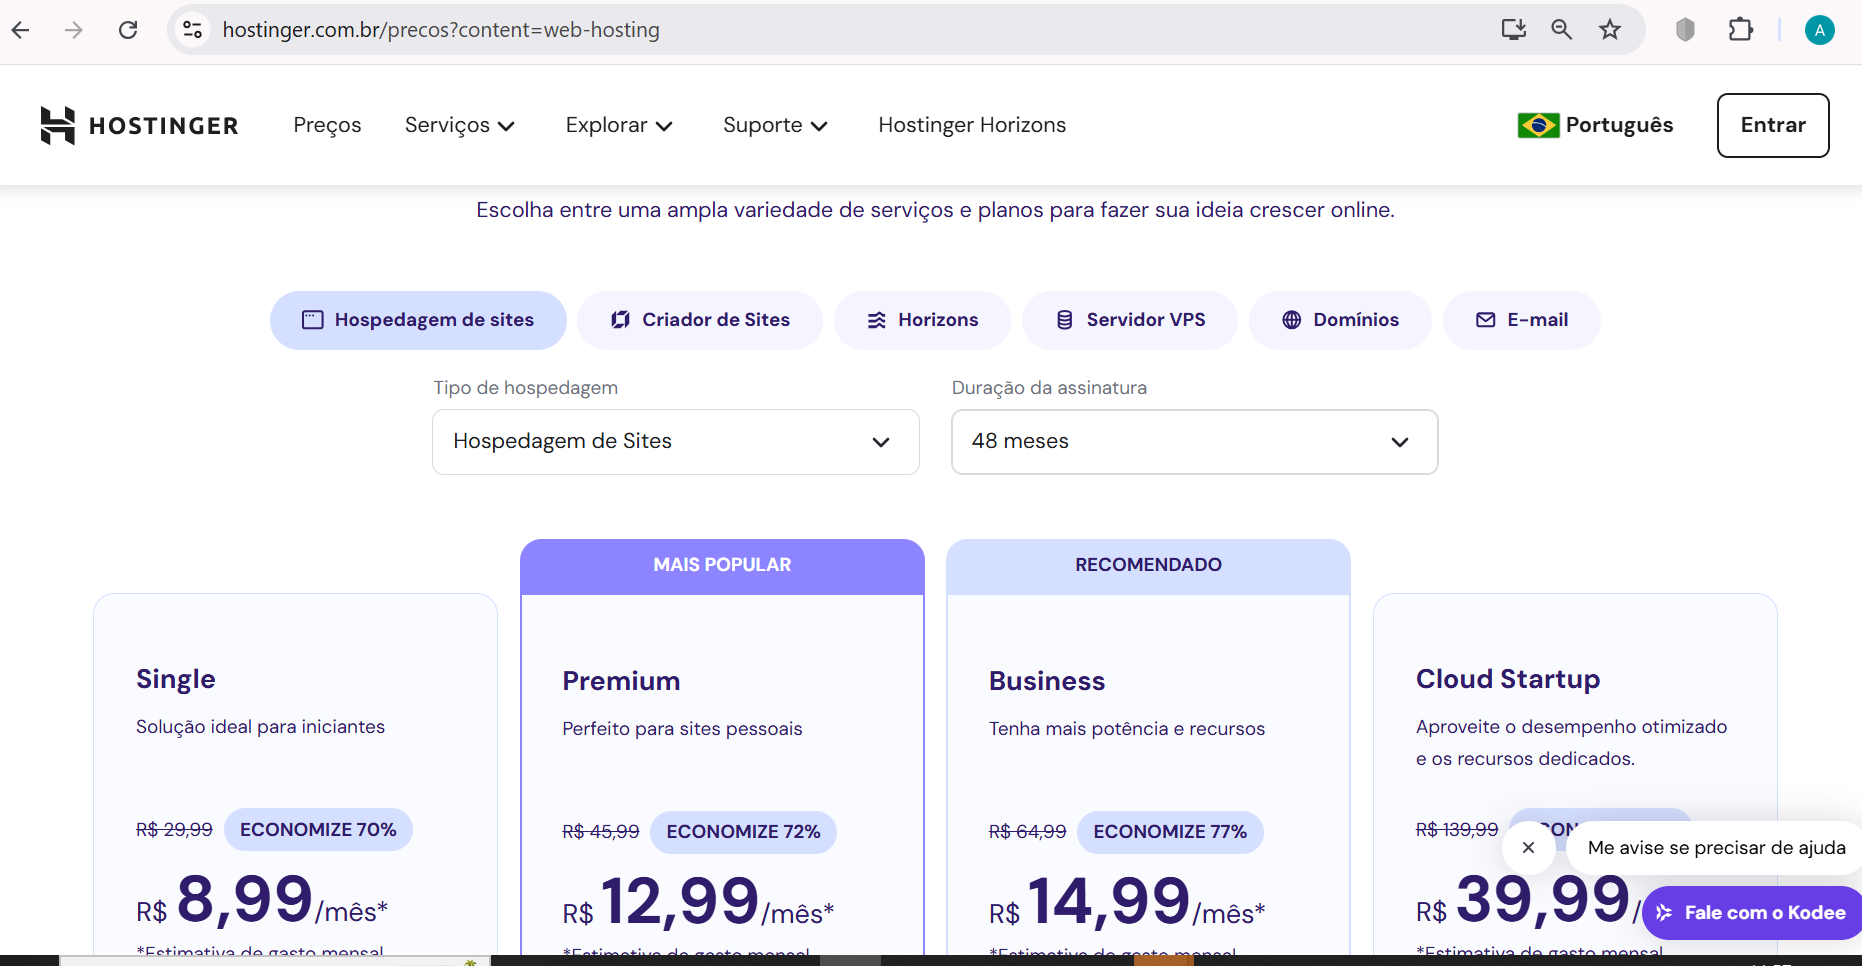 hostinger.com.br/precos?content=web-hosting
A
HOSTINGER
Preços
Serviços
Explorar
Suporte
Hostinger Horizons
Português
Entrar
Escolha entre uma ampla variedade de serviços e planos para fazer sua ideia crescer online.
Hospedagem de sites
Criador de Sites
Horizons
Servidor VPS
Domínios
E-mail
Tipo de hospedagem
Hospedagem de Sites
Duração da assinatura
48 meses
Single
Solução ideal para iniciantes
R$ 29,99 ECONOMIZE 70%
R$ 8,99/mês*
*Estimativa de gasto mensal
MAIS POPULAR
Premium
Perfeito para sites pessoais
R$ 45,99 ECONOMIZE 72%
R$ 12,99/mês*
*Estimativa de gasto mensal
RECOMENDADO
Business
Tenha mais potência e recursos
R$ 64,99 ECONOMIZE 77%
R$ 14,99/mês*
*Estimativa de gasto mensal
Cloud Startup
Aproveite o desempenho otimizado
e os recursos dedicados.
R$ 139,99
R$ 39,99/
*Estimativa de gasto mensal
Me avise se precisar de ajuda
Fale com o Kodee